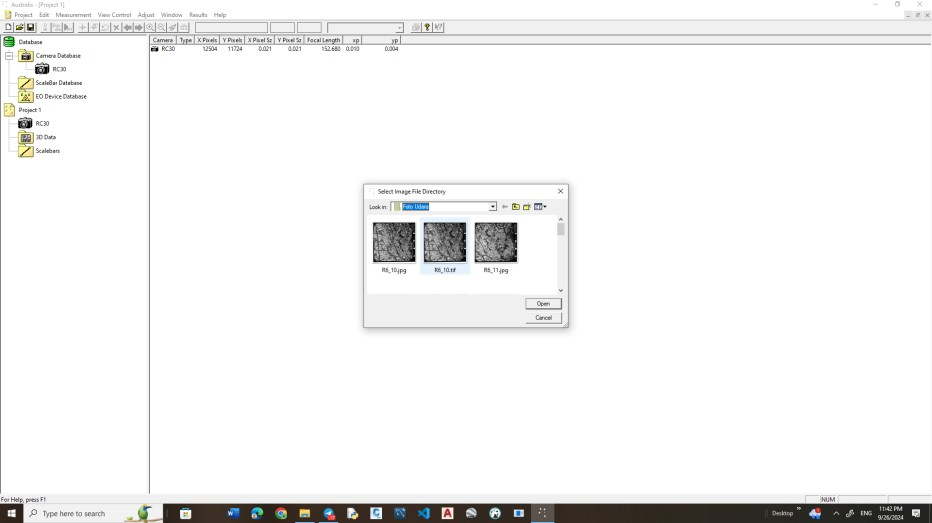 Australis - [Project 1]
Project Edit Measurement View Control Adjust Window Results Help
Database
Camera Database
RC30
ScaleBar Database
EO Device Database
Project 1
RC30
3D Data
Scalebars
Camera Type X Pixels Y Pixels X Pixel Sz Y Pixel Sz Focal Length xp yp
RC30 12504 11724 0.021 0.021 152.680 0.010 0.004
Select Image File Directory
Look in: Foto Udara
R6_10.jpg R6_10.tif R6_11.jpg
Open
Cancel
For Help, press F1
NUM
Type here to search
Desktop
ENG
11:42 PM
9/26/2024